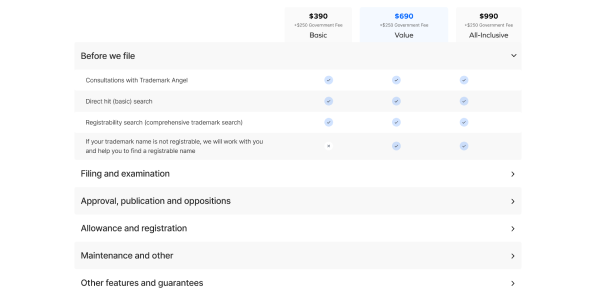 $390 $690 $990
+$250 Government Fee +$250 Government Fee +$250 Government Fee
Basic Value All-Inclusive
Before we file
Consultations with Trademark Angel
Direct hit (basic) search
Registrability search (comprehensive trademark search)
If your trademark name is not registrable, we will work with you
and help you to find a registrable name
Filing and examination
Approval, publication and oppositions
Allowance and registration
Maintenance and other
Other features and guarantees